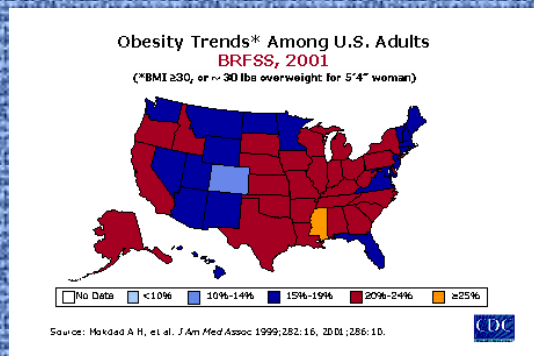 Obesity Trends* Among U.S. Adults
BRFSS, 2001
(*BMI ≥30, or ~ 30 lbs overweight for 5'4" woman)
No Data <10% 10%-14% 15%-19% 20%-24% ≥25%
Source: Mokdad A H, et al. J Am Med Assoc 1999;282:16, 2001;286:10.
CDC